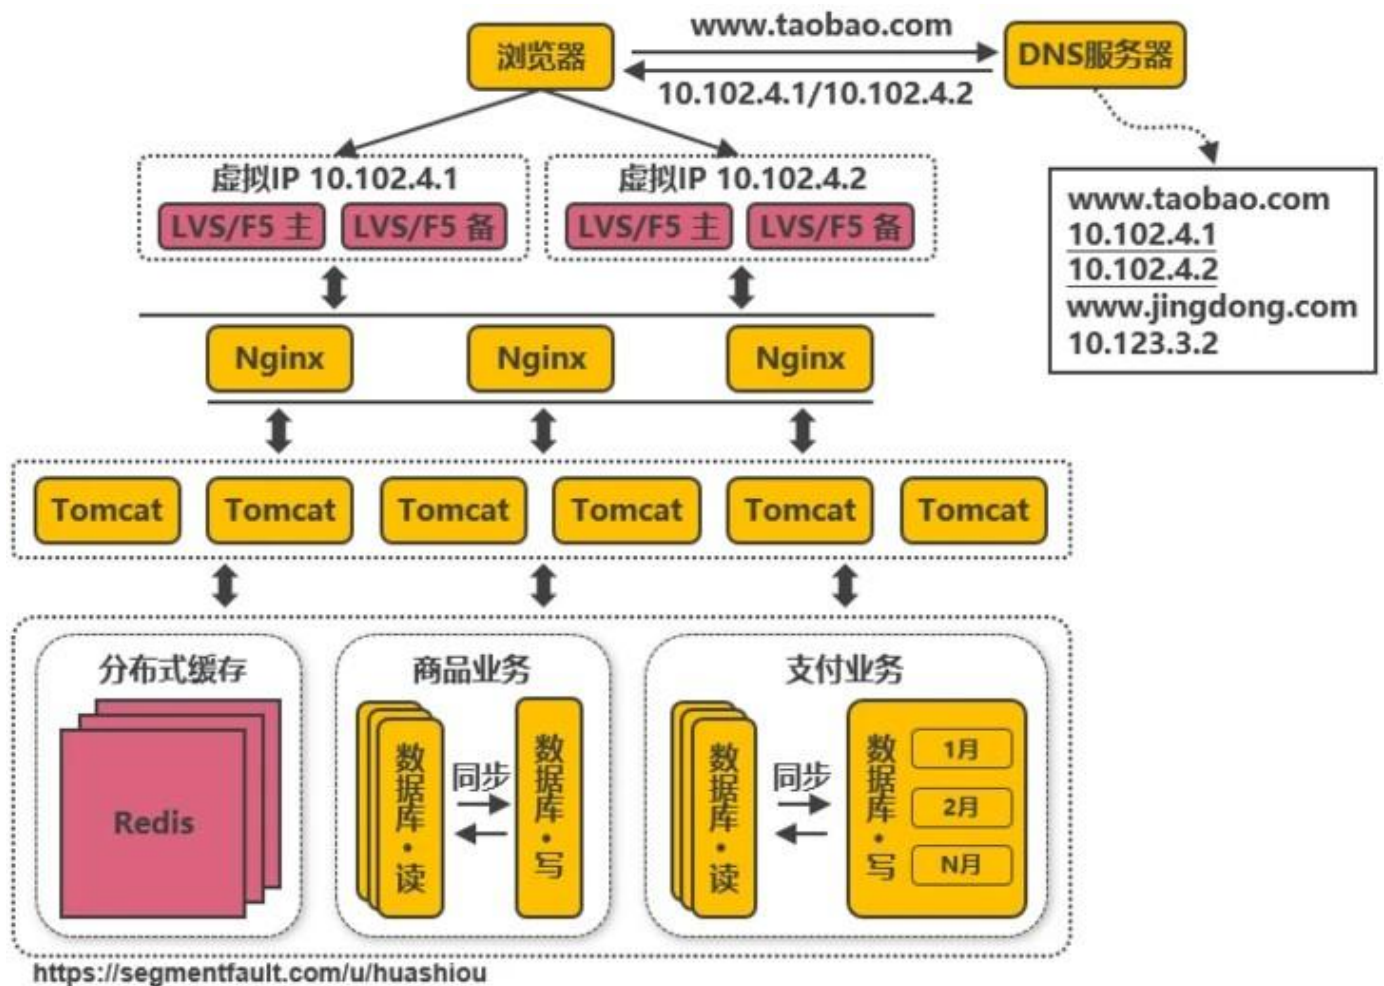 www.taobao.com
浏览器
DNS服务器
10.102.4.1/10.102.4.2
虚拟IP 10.102.4.1
LVS/F5 主
LVS/F5 备
虚拟IP 10.102.4.2
LVS/F5 主
LVS/F5 备
www.taobao.com
10.102.4.1
10.102.4.2
www.jingdong.com
10.123.3.2
Nginx
Nginx
Nginx
Tomcat
Tomcat
Tomcat
Tomcat
Tomcat
Tomcat
分布式缓存
Redis
商品业务
数据库·读
同步
数据库·写
支付业务
数据库·读
同步
数据库·写
1月
2月
N月
https://segmentfault.com/u/huashiou